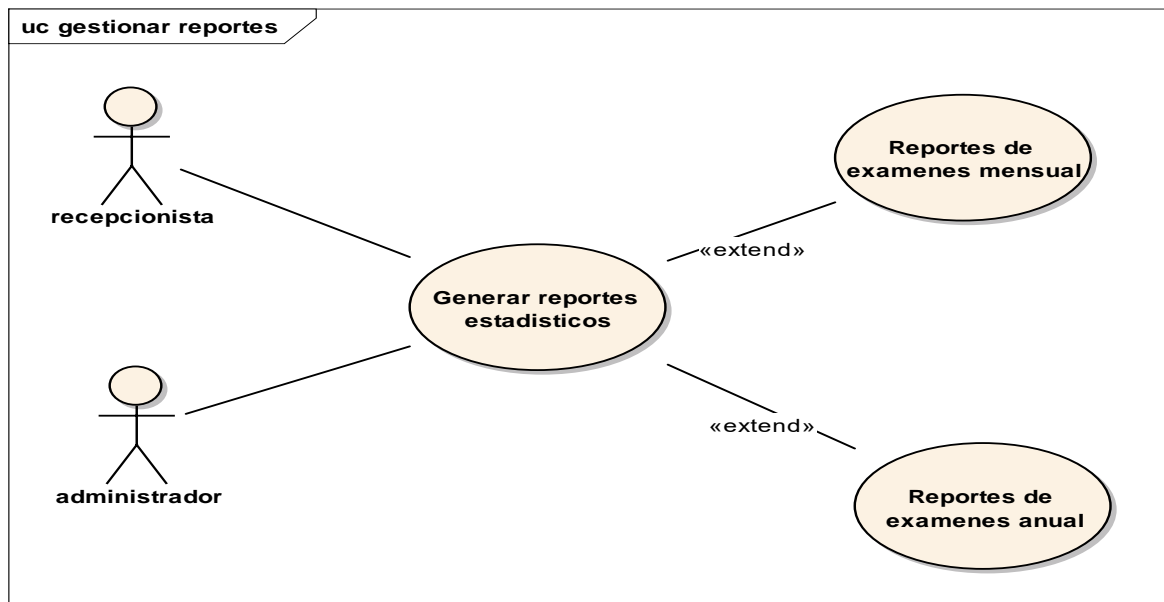 uc gestionar reportes
recepcionista
Reportes de
examenes mensual
«extend»
Generar reportes
estadisticos
«extend»
administrador
Reportes de
examenes anual